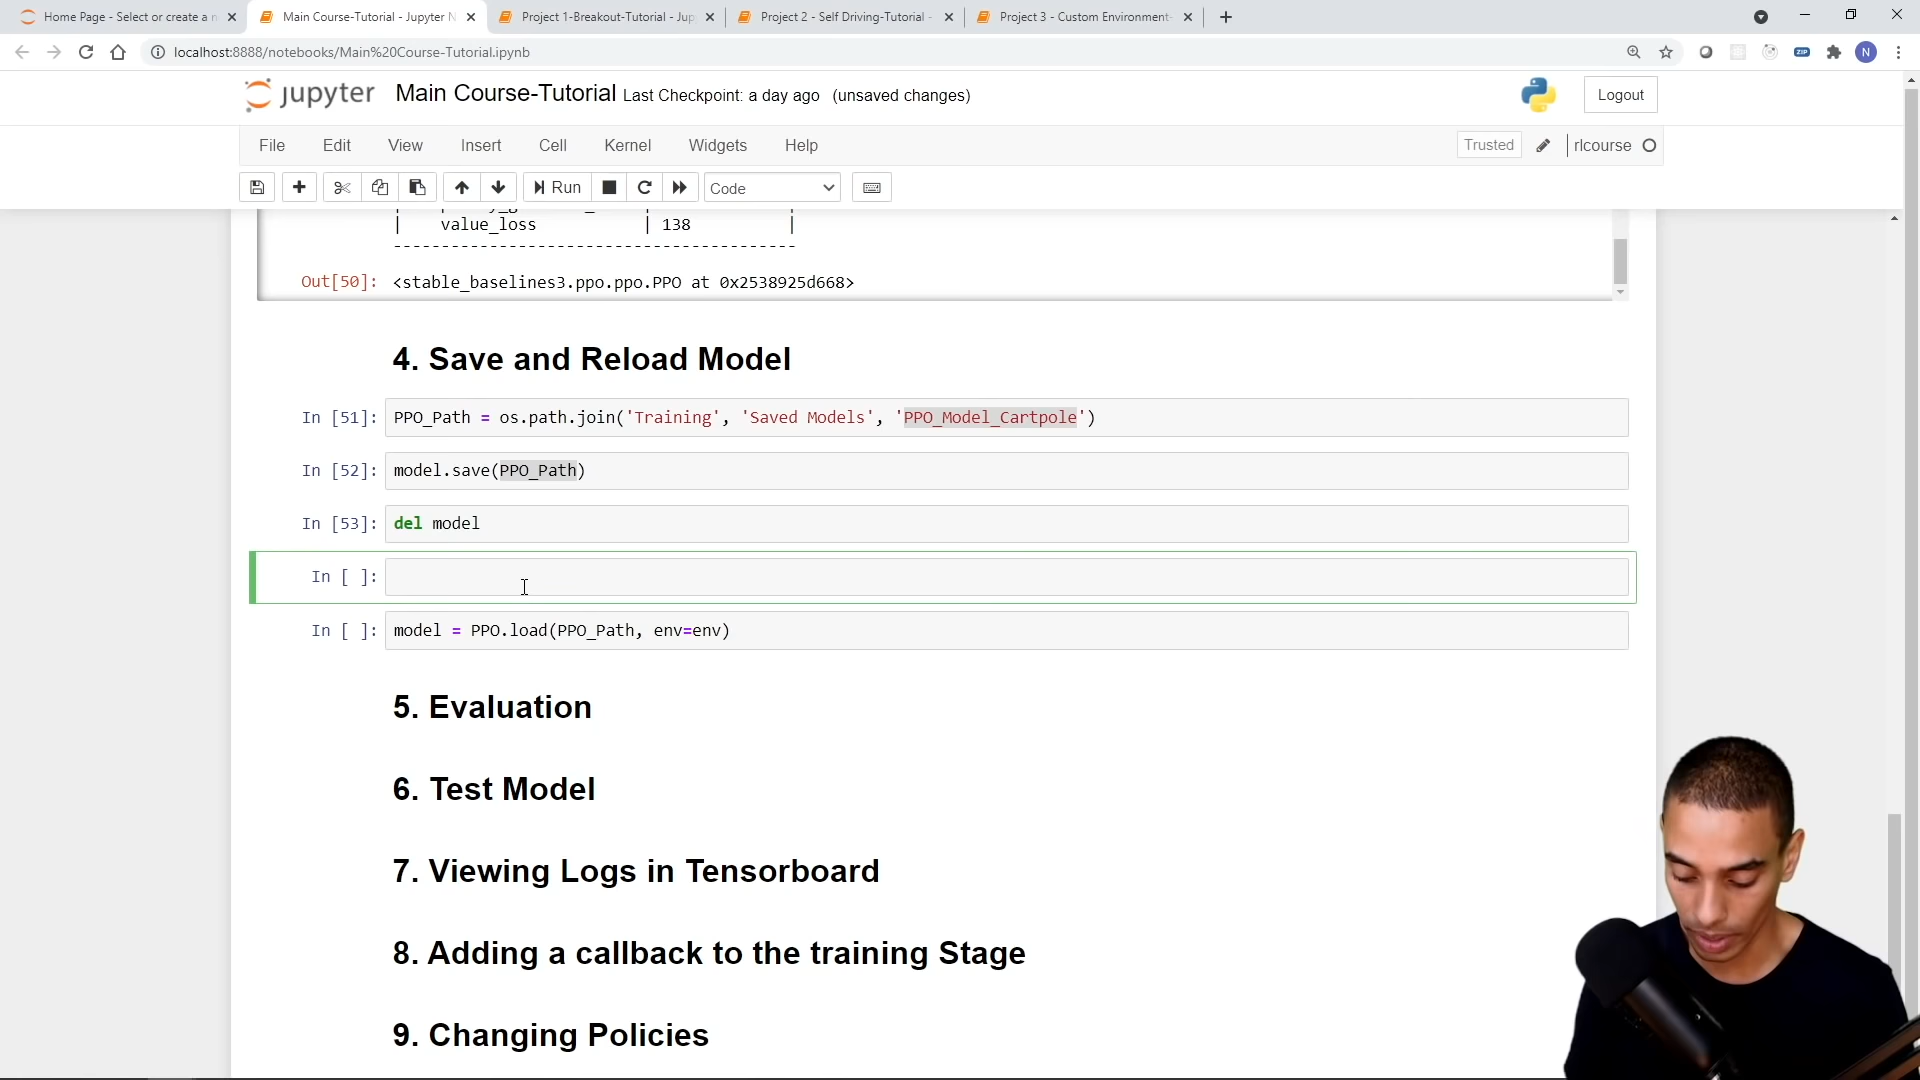 Home Page - Select or create a n
Main Course-Tutorial - Jupyter N
Project 1-Breakout-Tutorial - Jup
Project 2 - Self Driving-Tutorial -
Project 3 - Custom Environment-
localhost:8888/notebooks/Main%20Course-Tutorial.ipynb
ZIP
N
jupyter
Main Course-Tutorial Last Checkpoint: a day ago (unsaved changes)
Logout
File Edit View Insert Cell Kernel Widgets Help
Trusted
rlcourse
Run
Code
| value_loss | 138 |
----------------------------------------
Out[50]: <stable_baselines3.ppo.ppo.PPO at 0x2538925d668>
4. Save and Reload Model
In [51]: PPO_Path = os.path.join('Training', 'Saved Models', 'PPO_Model_Cartpole')
In [52]: model.save(PPO_Path)
In [53]: del model
In [ ]:
In [ ]: model = PPO.load(PPO_Path, env=env)
5. Evaluation
6. Test Model
7. Viewing Logs in Tensorboard
8. Adding a callback to the training Stage
9. Changing Policies